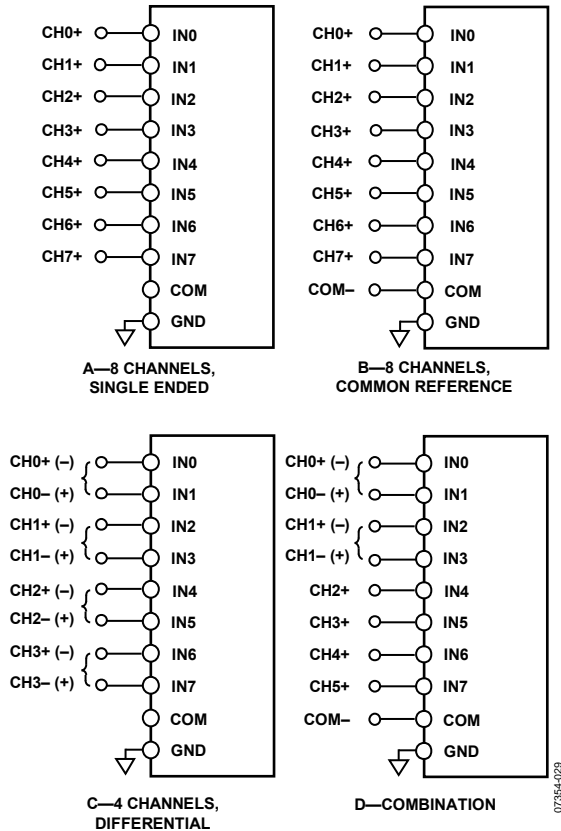 CH0+ IN0
CH1+ IN1
CH2+ IN2
CH3+ IN3
CH4+ IN4
CH5+ IN5
CH6+ IN6
CH7+ IN7
COM
GND
A—8 CHANNELS,
SINGLE ENDED
CH0+ IN0
CH1+ IN1
CH2+ IN2
CH3+ IN3
CH4+ IN4
CH5+ IN5
CH6+ IN6
CH7+ IN7
COM– COM
GND
B—8 CHANNELS,
COMMON REFERENCE
CH0+ (–) IN0
CH0– (+) IN1
CH1+ (–) IN2
CH1– (+) IN3
CH2+ (–) IN4
CH2– (+) IN5
CH3+ (–) IN6
CH3– (+) IN7
COM
GND
C—4 CHANNELS,
DIFFERENTIAL
CH0+ (–) IN0
CH0– (+) IN1
CH1+ (–) IN2
CH1– (+) IN3
CH2+ IN4
CH3+ IN5
CH4+ IN6
CH5+ IN7
COM– COM
GND
D—COMBINATION
07354-029